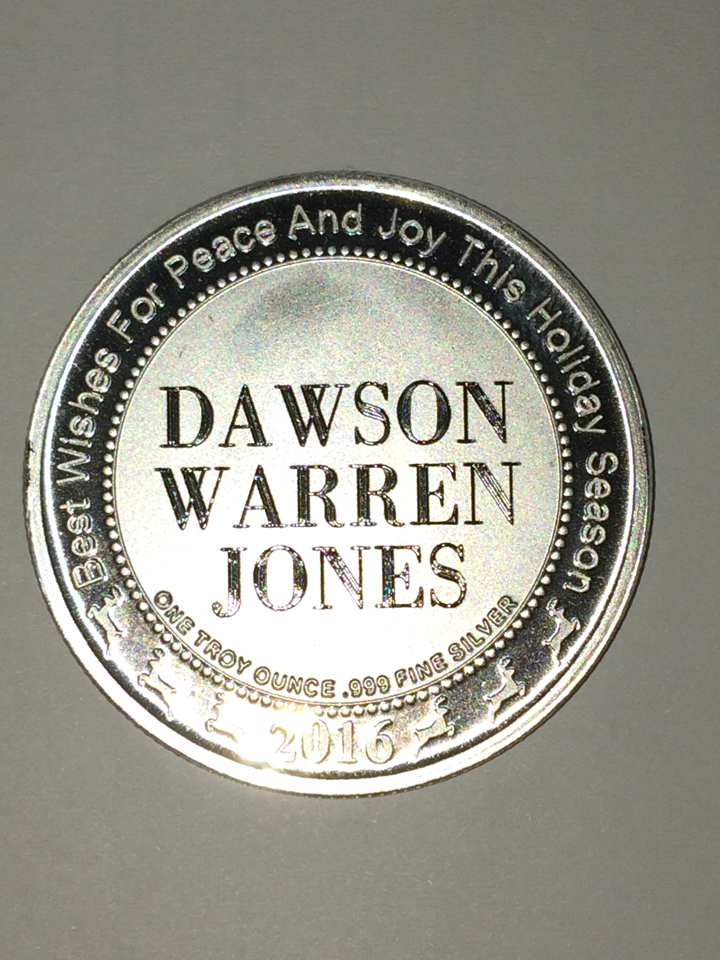 Best Wishes For Peace And Joy This Holiday Season
DAWSON
WARREN
JONES
ONE TROY OUNCE .999 FINE SILVER
2016